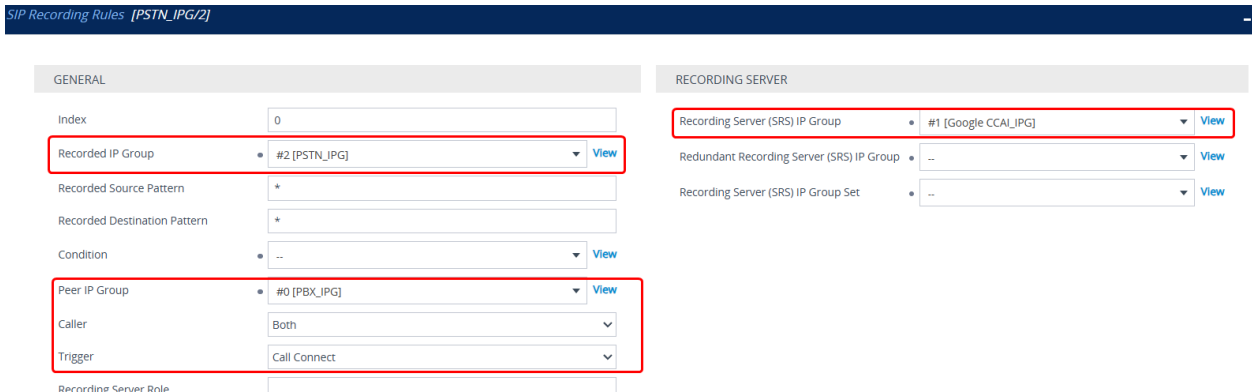 SIP Recording Rules [PSTN_IPG/2]
GENERAL
Index 0
Recorded IP Group #2 [PSTN_IPG] View
Recorded Source Pattern *
Recorded Destination Pattern *
Condition -- View
Peer IP Group #0 [PBX_IPG] View
Caller Both
Trigger Call Connect
Recording Server Role
RECORDING SERVER
Recording Server (SRS) IP Group #1 [Google CCAI_IPG] View
Redundant Recording Server (SRS) IP Group -- View
Recording Server (SRS) IP Group Set -- View